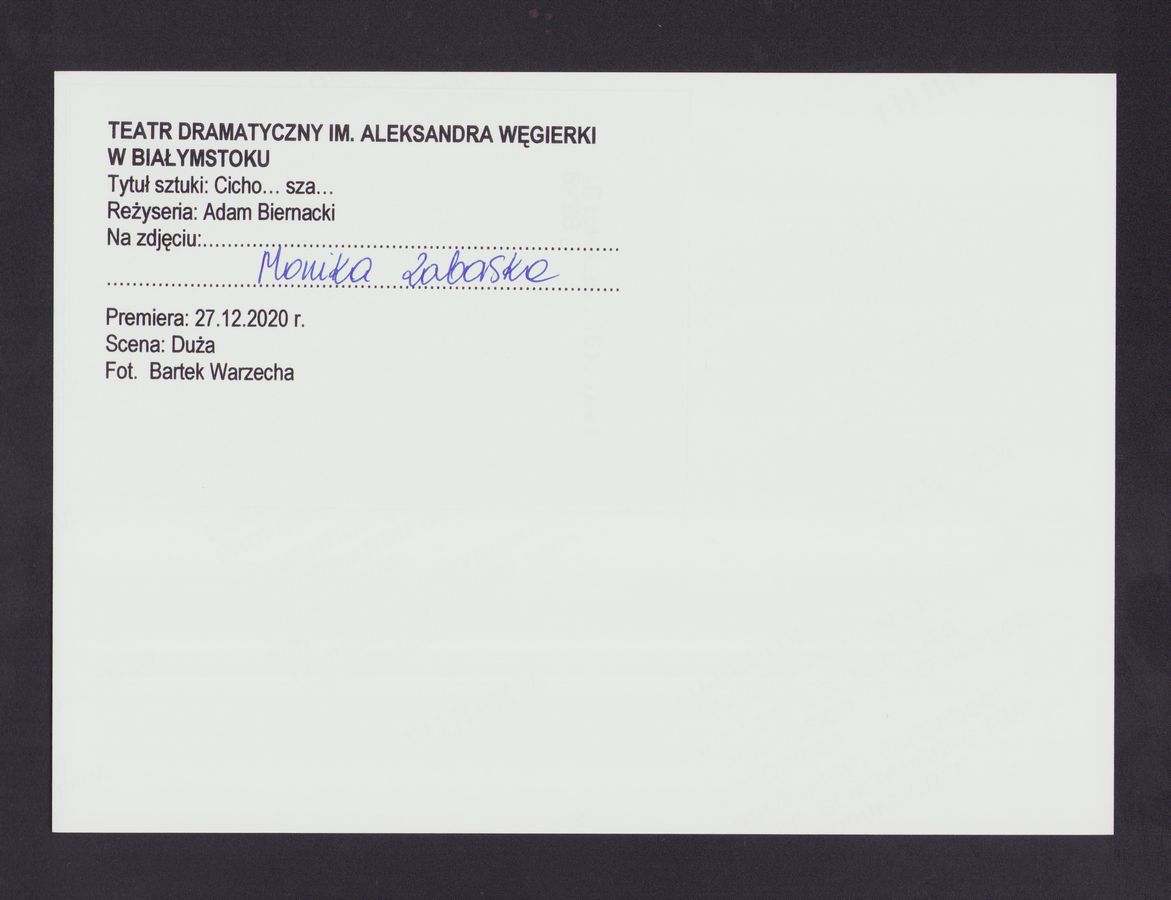 TEATR DRAMATYCZNY IM. ALEKSANDRA WĘGIERKI
W BIAŁYMSTOKU
Tytuł sztuki: Cicho... sza...
Reżyseria: Adam Biernacki
Na zdjęciu:......................................................................
Monika Zabaska
Premiera: 27.12.2020 r.
Scena: Duża
Fot. Bartek Warzecha